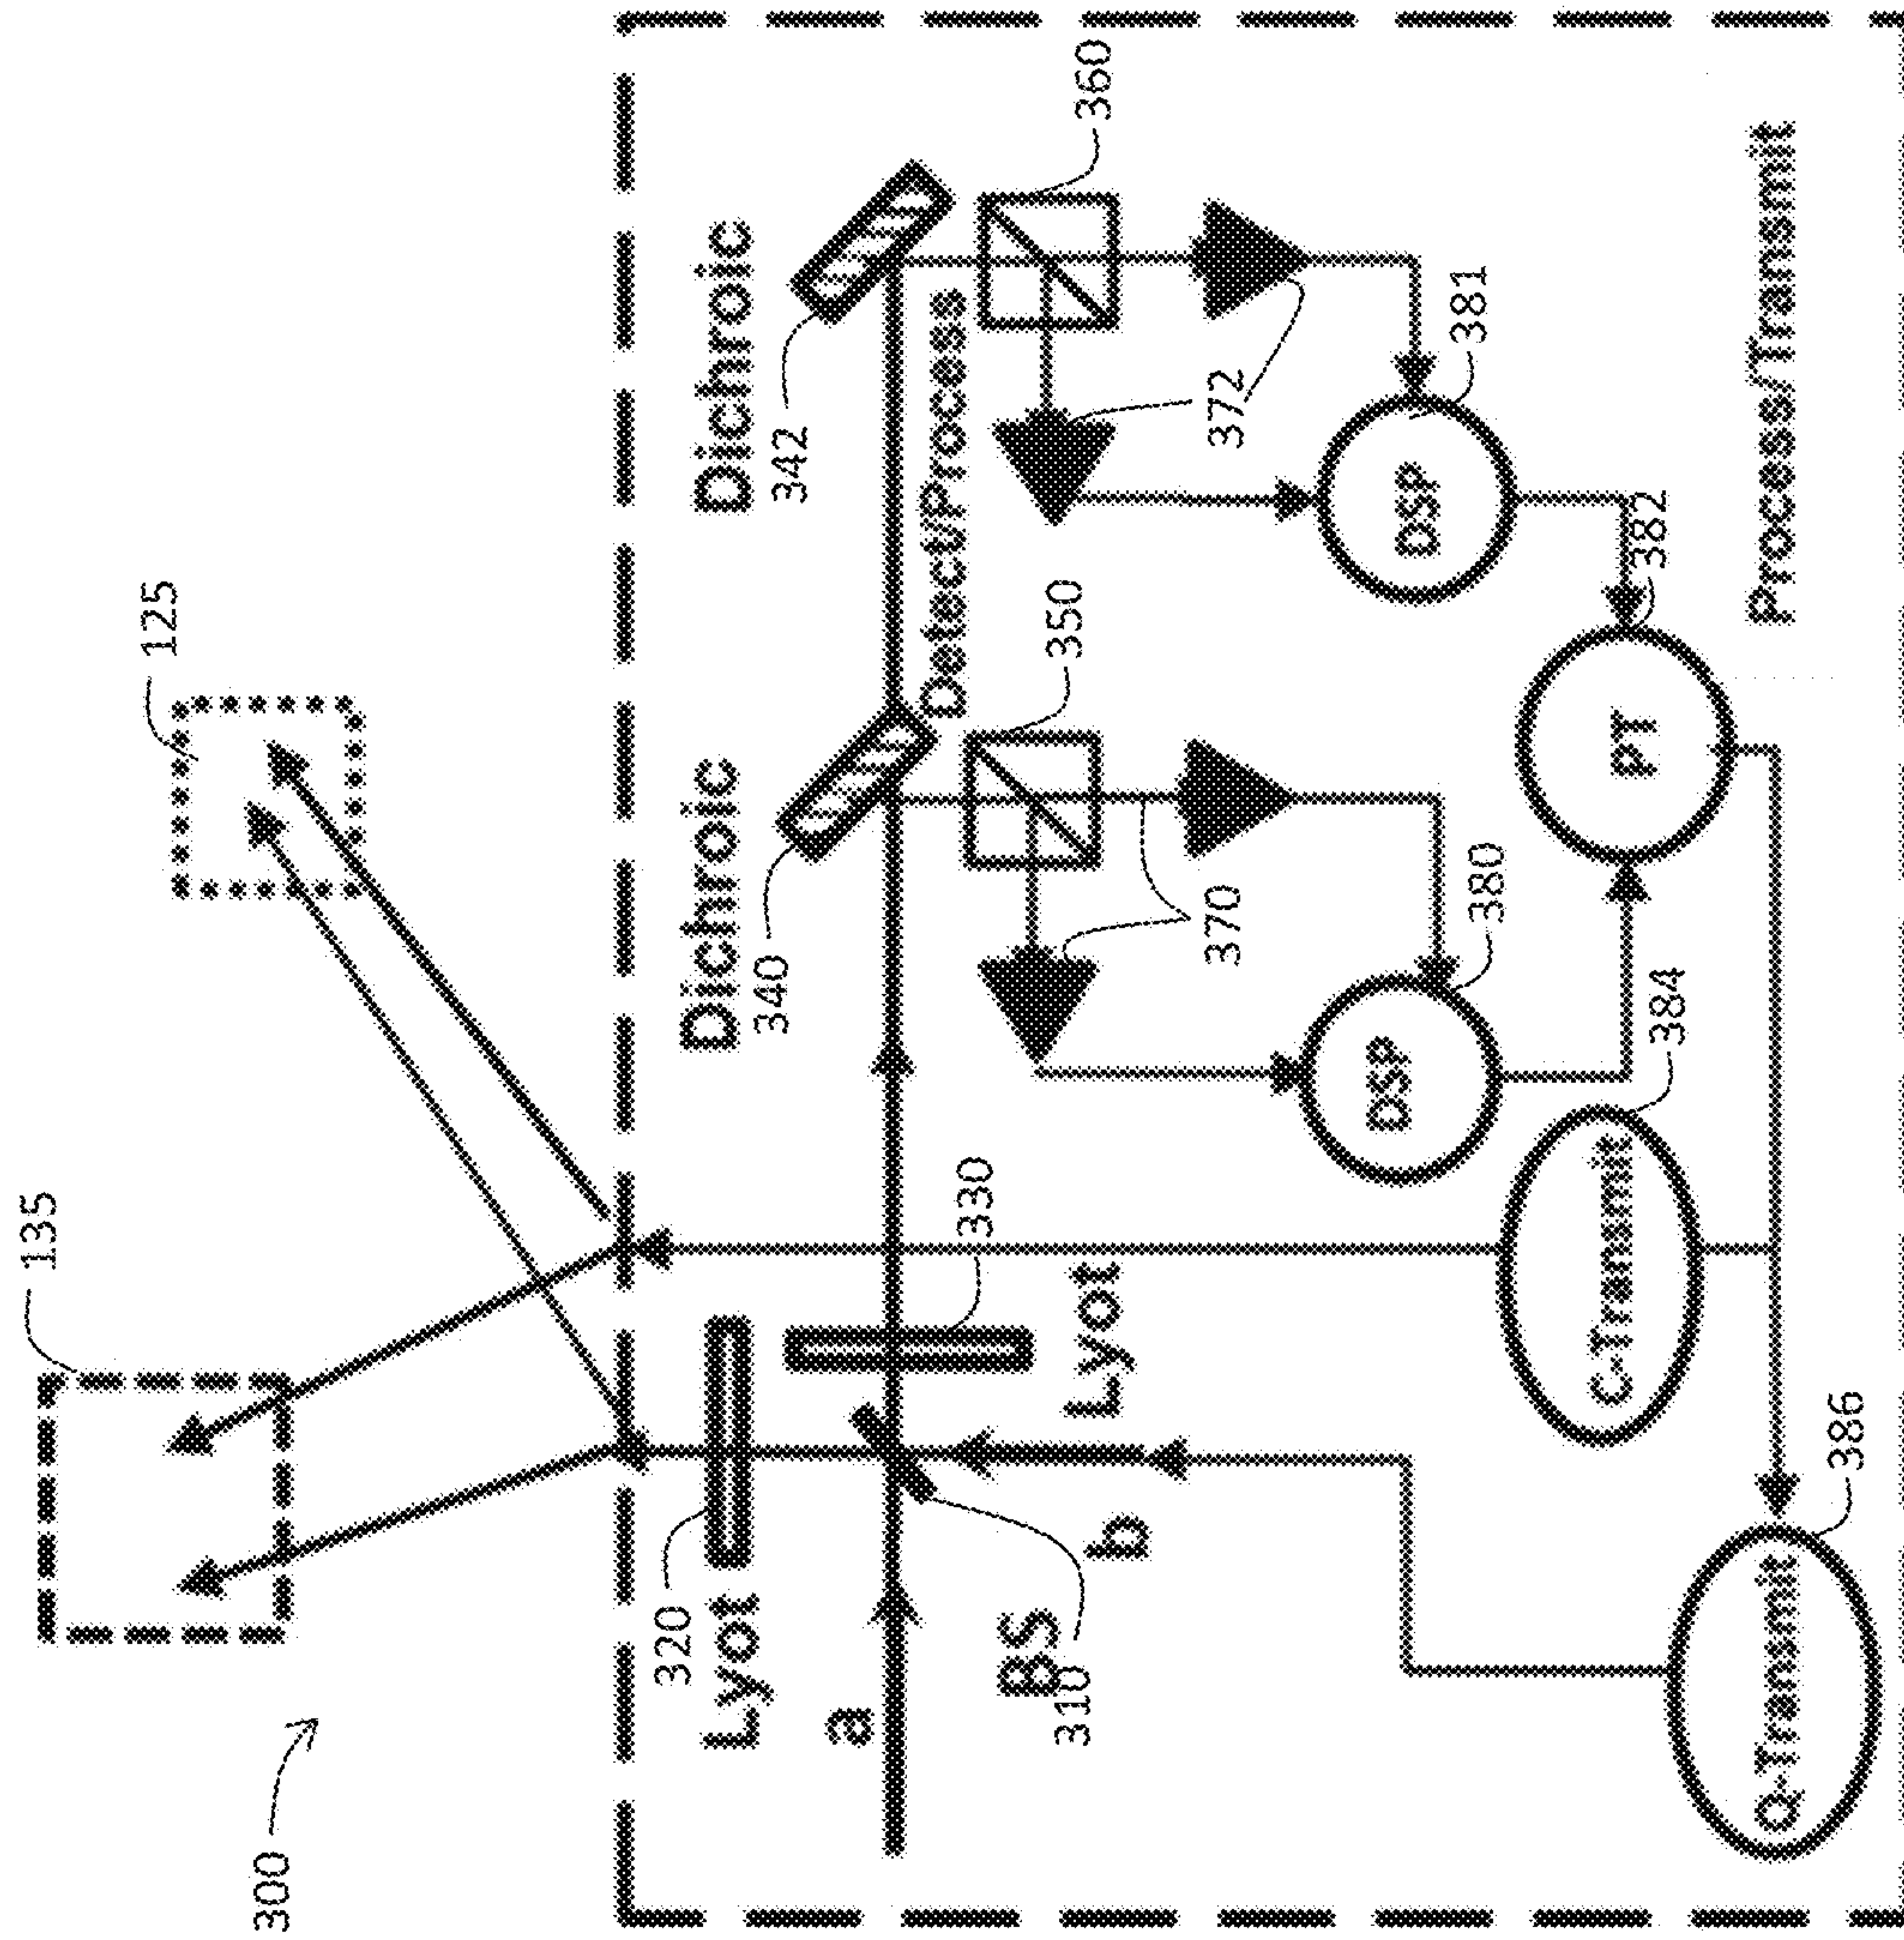 300
135
125
320
Lyot
a
BS
310
b
Lyot
330
Dichroic
340
Dichroic
342
Detect/Process
350
360
370
372
DSP
380
DSP
381
PT
382
C-Transmit
384
Q-Transmit
386
Process/Transmit